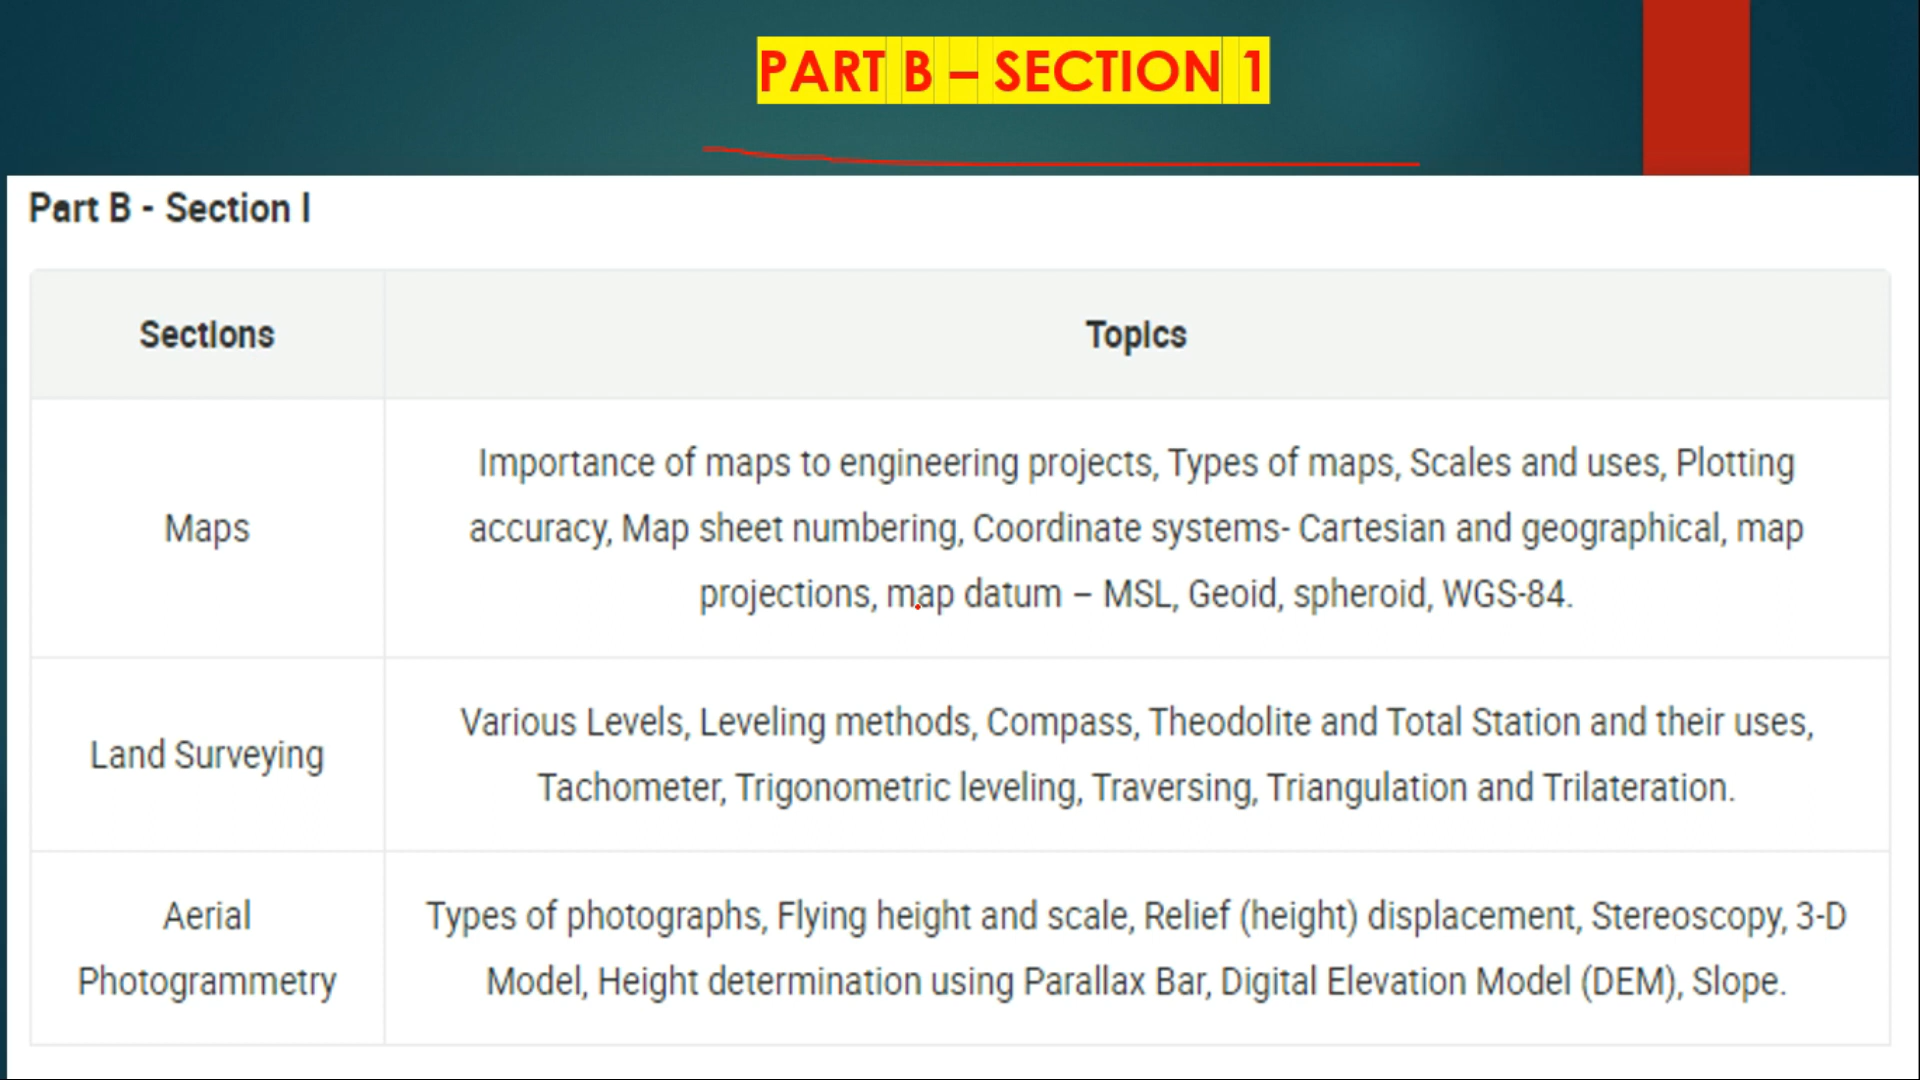 PART B – SECTION 1
Part B - Section I
Sections
Topics
Maps
Importance of maps to engineering projects, Types of maps, Scales and uses, Plotting
accuracy, Map sheet numbering, Coordinate systems- Cartesian and geographical, map
projections, map datum – MSL, Geoid, spheroid, WGS-84.
Land Surveying
Various Levels, Leveling methods, Compass, Theodolite and Total Station and their uses,
Tachometer, Trigonometric leveling, Traversing, Triangulation and Trilateration.
Aerial
Photogrammetry
Types of photographs, Flying height and scale, Relief (height) displacement, Stereoscopy, 3-D
Model, Height determination using Parallax Bar, Digital Elevation Model (DEM), Slope.